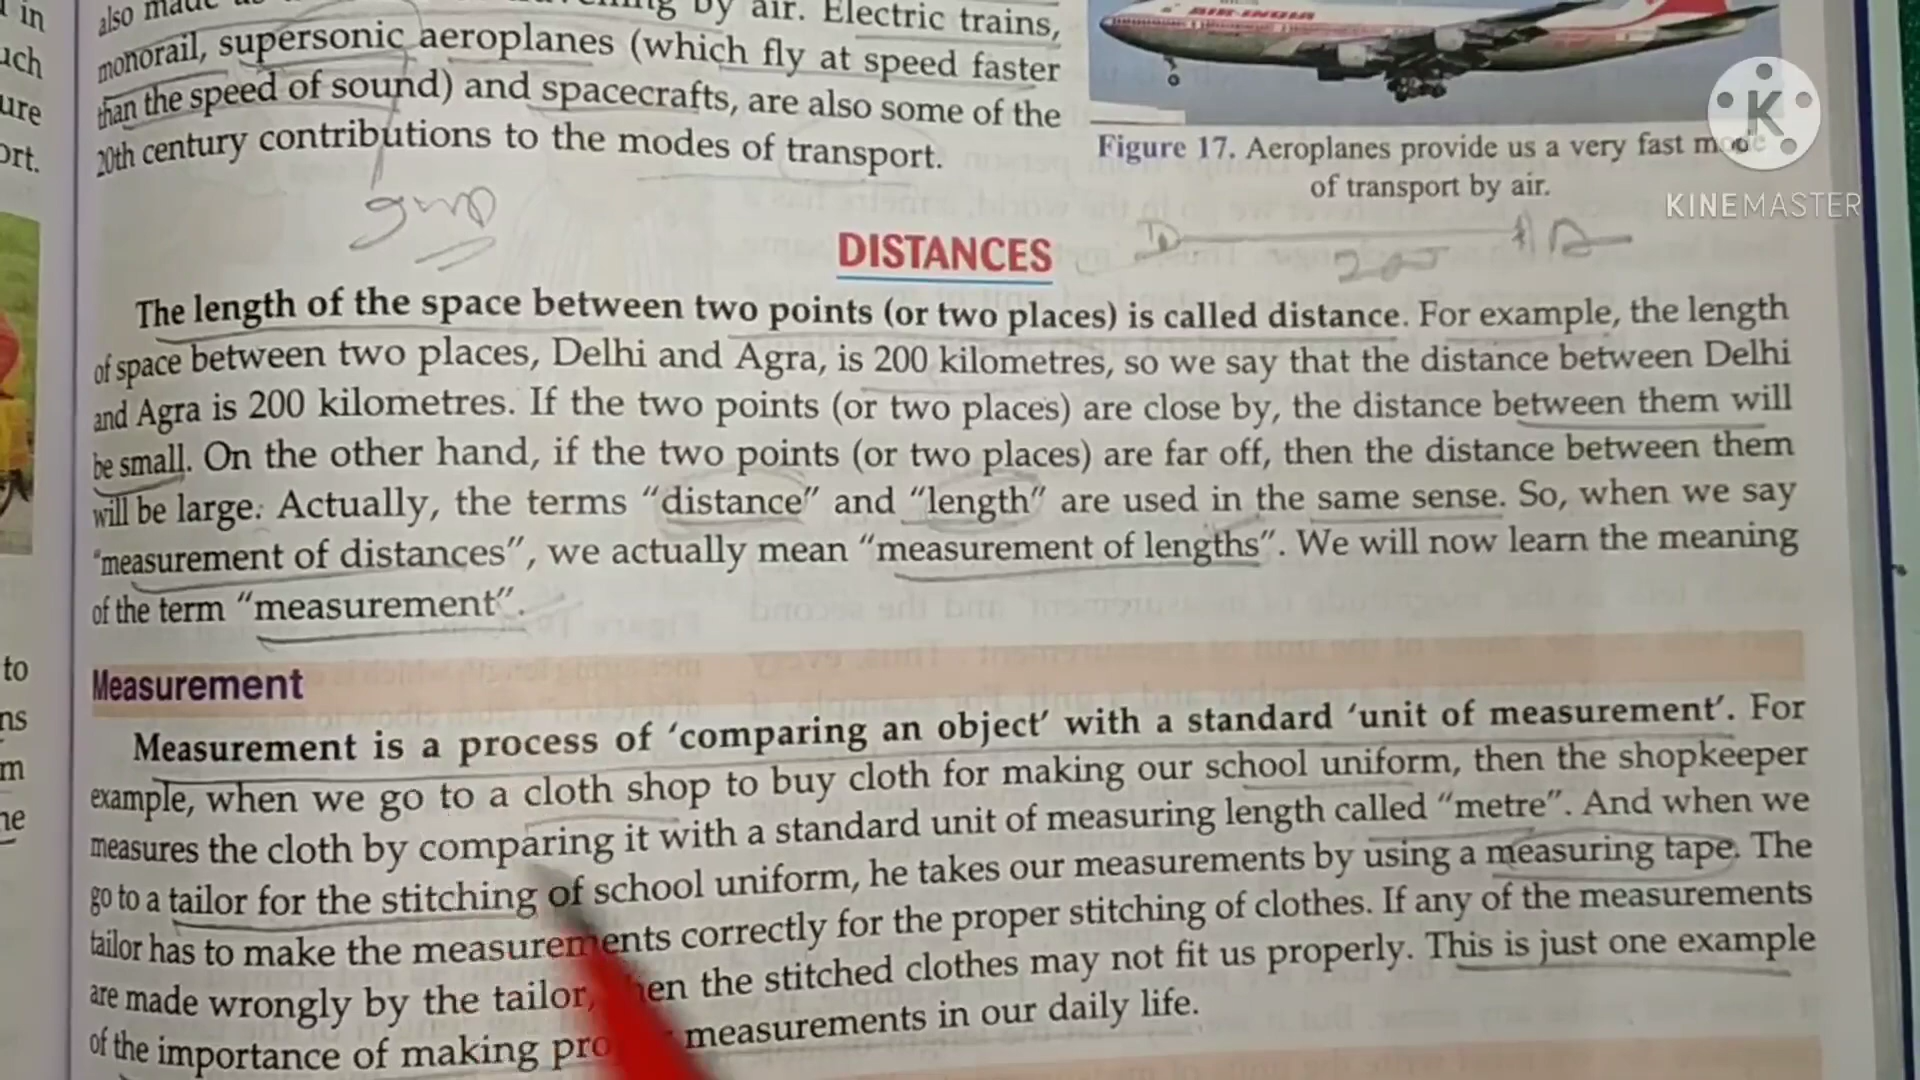 in
uch
ure
ort.
to
ns
m
he
also made
by air. Electric trains,
monorail, supersonic aeroplanes (which fly at speed faster
than the speed of sound) and spacecrafts, are also some of the
20th century contributions to the modes of transport.
AIR-INDIA
Figure 17. Aeroplanes provide us a very fast mode
of transport by air.
K
KINEMASTER
DISTANCES
200
The length of the space between two points (or two places) is called distance. For example, the length
of space between two places, Delhi and Agra, is 200 kilometres, so we say that the distance between Delhi
and Agra is 200 kilometres. If the two points (or two places) are close by, the distance between them will
be small. On the other hand, if the two points (or two places) are far off, then the distance between them
will be large. Actually, the terms “distance” and “length” are used in the same sense. So, when we say
“measurement of distances”, we actually mean “measurement of lengths”. We will now learn the meaning
of the term “measurement”.
Measurement
Measurement is a process of ‘comparing an object’ with a standard ‘unit of measurement’. For
example, when we go to a cloth shop to buy cloth for making our school uniform, then the shopkeeper
measures the cloth by comparing it with a standard unit of measuring length called “metre”. And when we
go to a tailor for the stitching of school uniform, he takes our measurements by using a measuring tape. The
tailor has to make the measurements correctly for the proper stitching of clothes. If any of the measurements
are made wrongly by the tailor, then the stitched clothes may not fit us properly. This is just one example
of the importance of making measurements in our daily life.